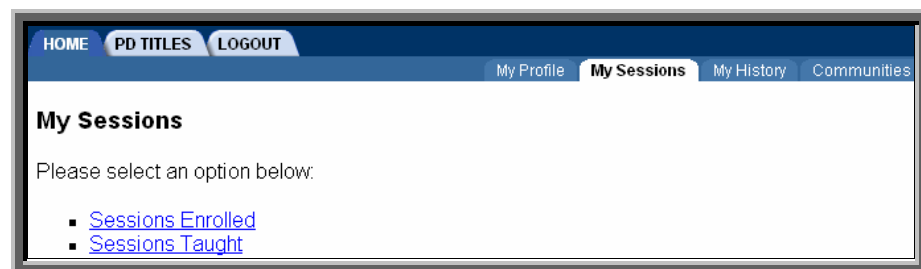 HOME PD TITLES LOGOUT
My Profile My Sessions My History Communities
My Sessions
Please select an option below:
Sessions Enrolled
Sessions Taught